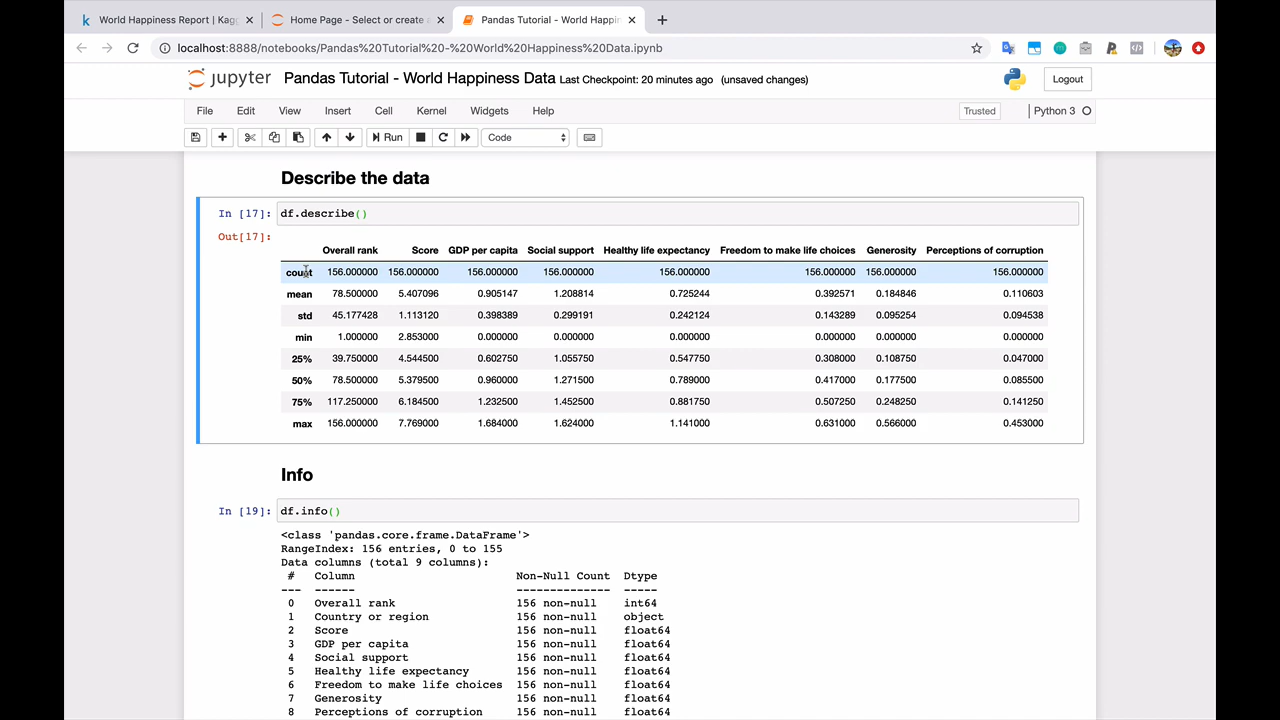 World Happiness Report | Kagg
Home Page - Select or create a
Pandas Tutorial - World Happin
localhost:8888/notebooks/Pandas%20Tutorial%20-%20World%20Happiness%20Data.ipynb
jupyter Pandas Tutorial - World Happiness Data Last Checkpoint: 20 minutes ago (unsaved changes) Logout
File Edit View Insert Cell Kernel Widgets Help Trusted Python 3
Run Code
Describe the data
In [17]: df.describe()
Out[17]:
Overall rank Score GDP per capita Social support Healthy life expectancy Freedom to make life choices Generosity Perceptions of corruption
count 156.000000 156.000000 156.000000 156.000000 156.000000 156.000000 156.000000 156.000000
mean 78.500000 5.407096 0.905147 1.208814 0.725244 0.392571 0.184846 0.110603
std 45.177428 1.113120 0.398389 0.299191 0.242124 0.143289 0.095254 0.094538
min 1.000000 2.853000 0.000000 0.000000 0.000000 0.000000 0.000000 0.000000
25% 39.750000 4.544500 0.602750 1.055750 0.547750 0.308000 0.108750 0.047000
50% 78.500000 5.379500 0.960000 1.271500 0.789000 0.417000 0.177500 0.085500
75% 117.250000 6.184500 1.232500 1.452500 0.881750 0.507250 0.248250 0.141250
max 156.000000 7.769000 1.684000 1.624000 1.141000 0.631000 0.566000 0.453000
Info
In [19]: df.info()
<class 'pandas.core.frame.DataFrame'>
RangeIndex: 156 entries, 0 to 155
Data columns (total 9 columns):
# Column Non-Null Count Dtype
--- ------ -------------- -----
0 Overall rank 156 non-null int64
1 Country or region 156 non-null object
2 Score 156 non-null float64
3 GDP per capita 156 non-null float64
4 Social support 156 non-null float64
5 Healthy life expectancy 156 non-null float64
6 Freedom to make life choices 156 non-null float64
7 Generosity 156 non-null float64
8 Perceptions of corruption 156 non-null float64